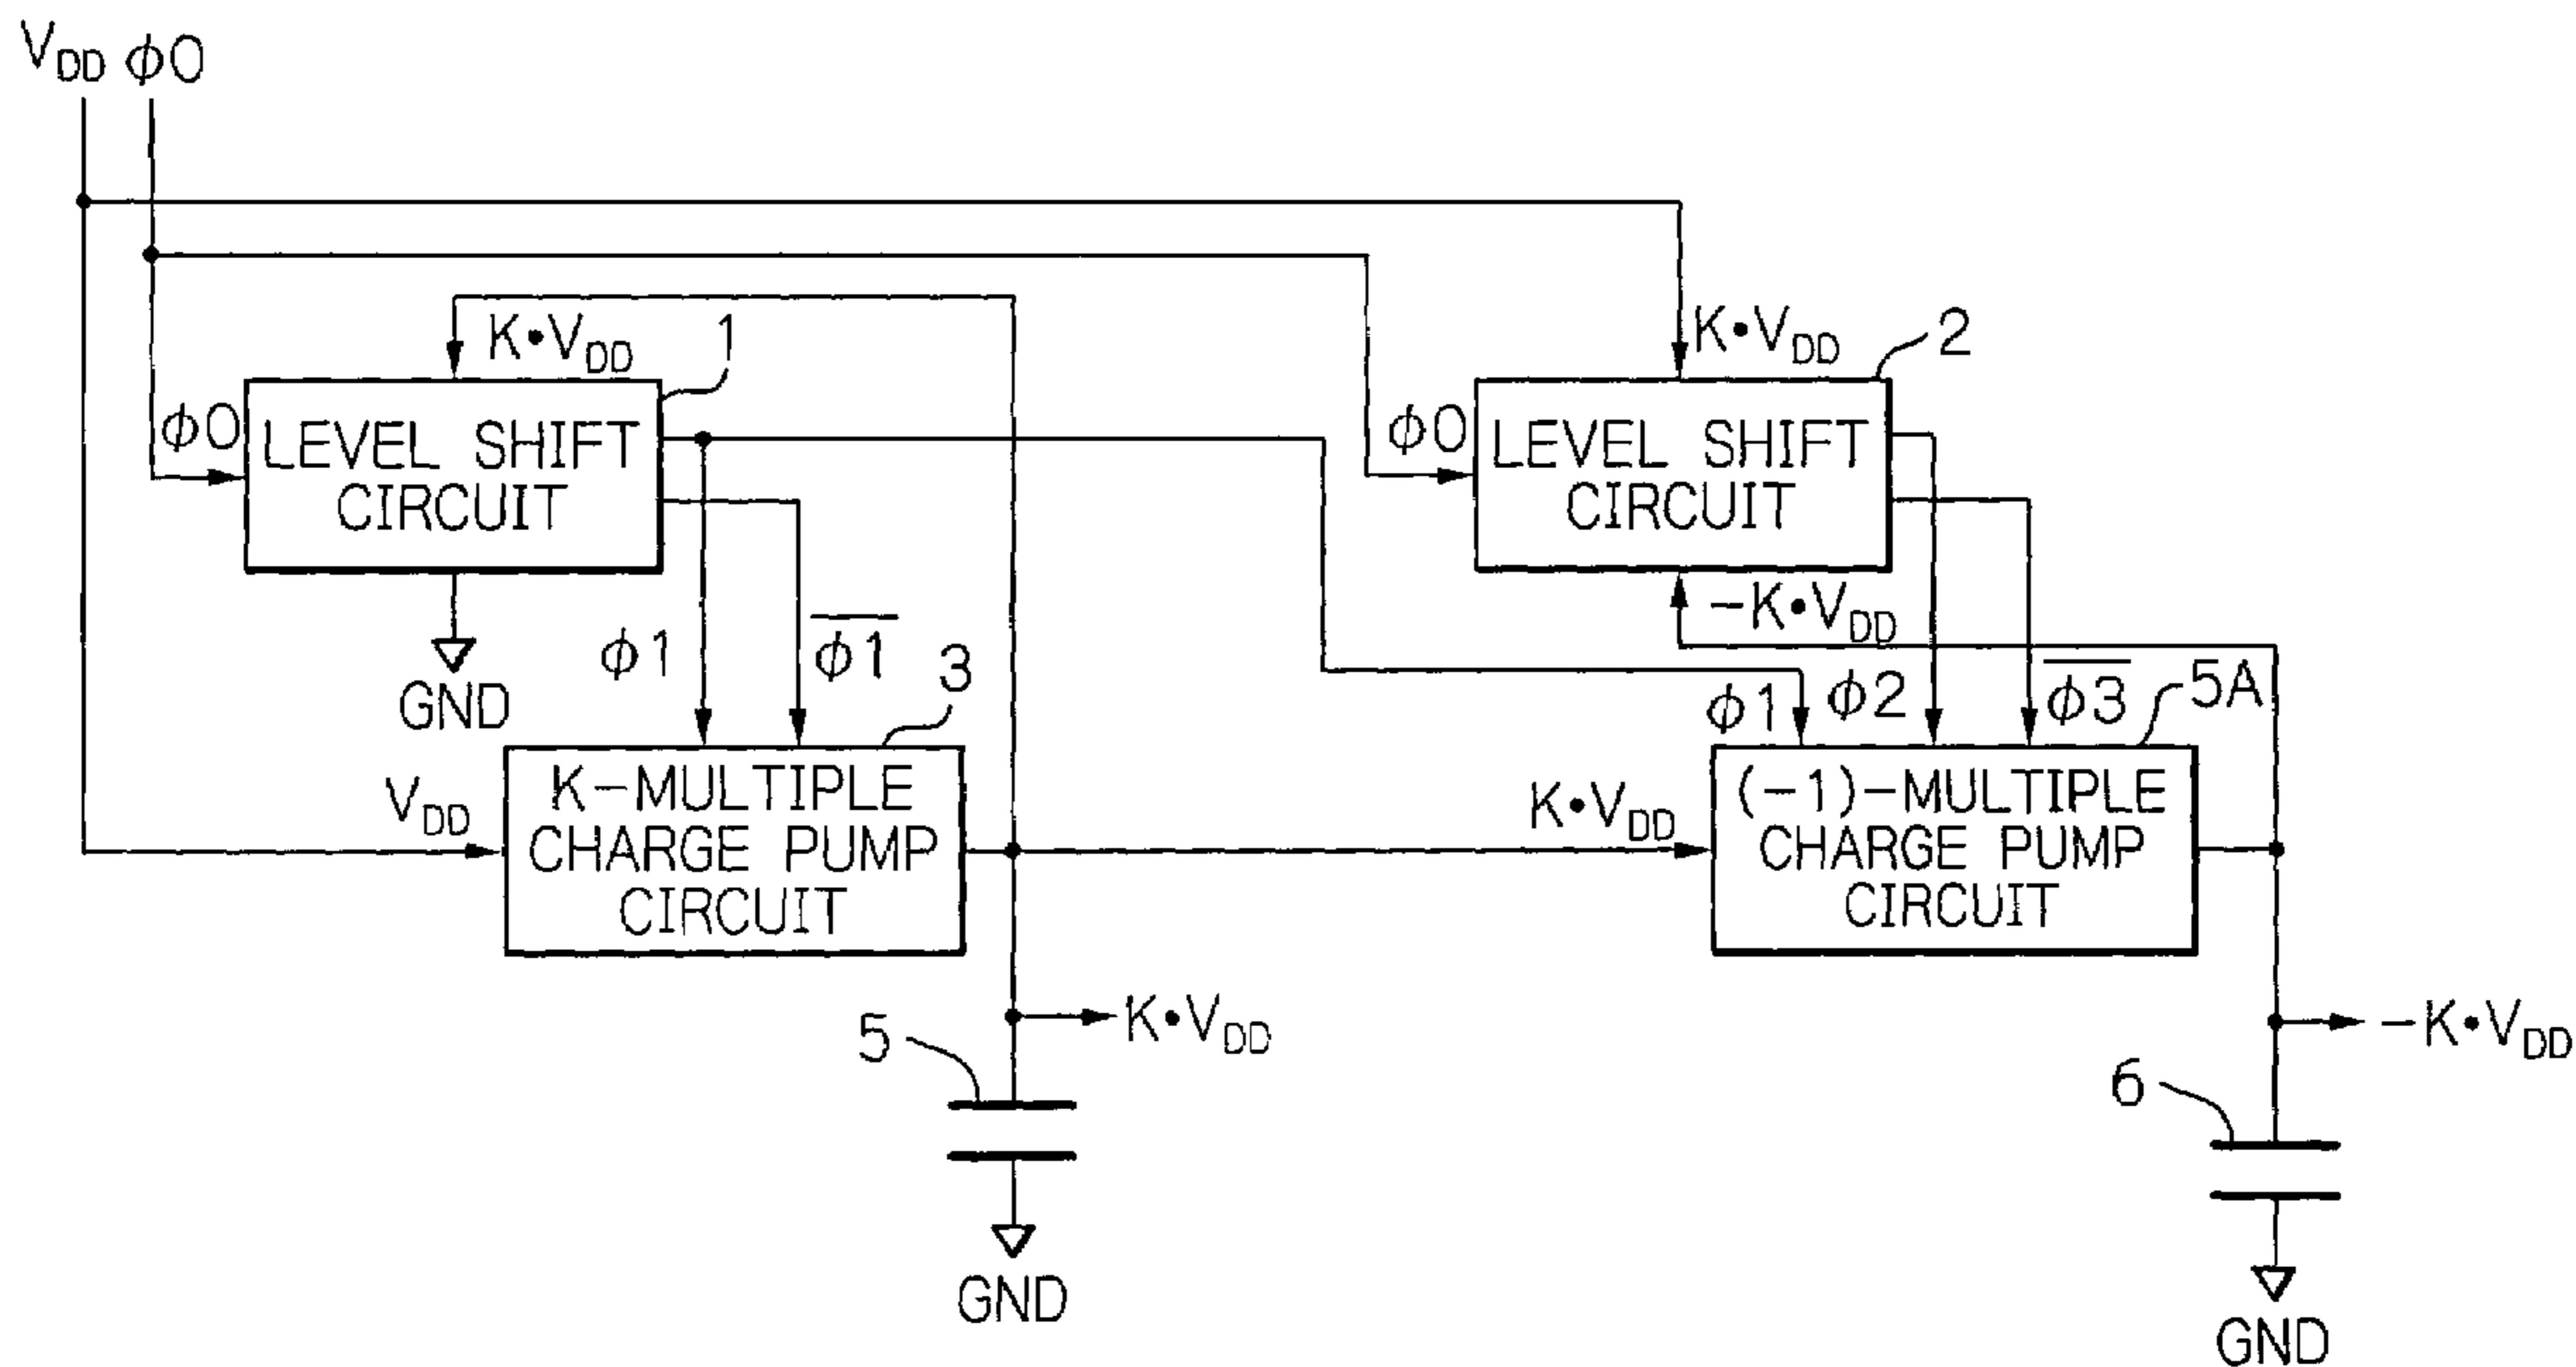 V_DD ϕ0
K•V_DD
1
K•V_DD
2
ϕ0
LEVEL SHIFT
CIRCUIT
ϕ0
LEVEL SHIFT
CIRCUIT
-K•V_DD
GND
ϕ1
ϕ1̅
3
ϕ1
ϕ2
ϕ3̅
5A
V_DD
K-MULTIPLE
CHARGE PUMP
CIRCUIT
K•V_DD
(-1)-MULTIPLE
CHARGE PUMP
CIRCUIT
5
K•V_DD
-K•V_DD
6
GND
GND